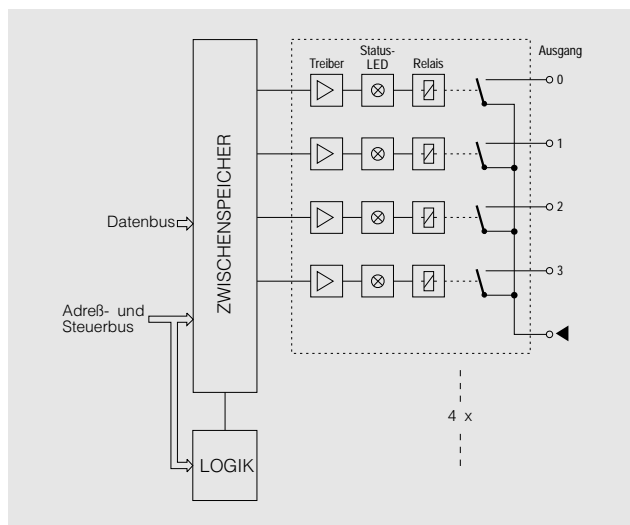 Status-
Treiber LED Relais Ausgang
0
1
2
3
ZWISCHENSPEICHER
Datenbus
Adreß- und
Steuerbus
4 x
LOGIK